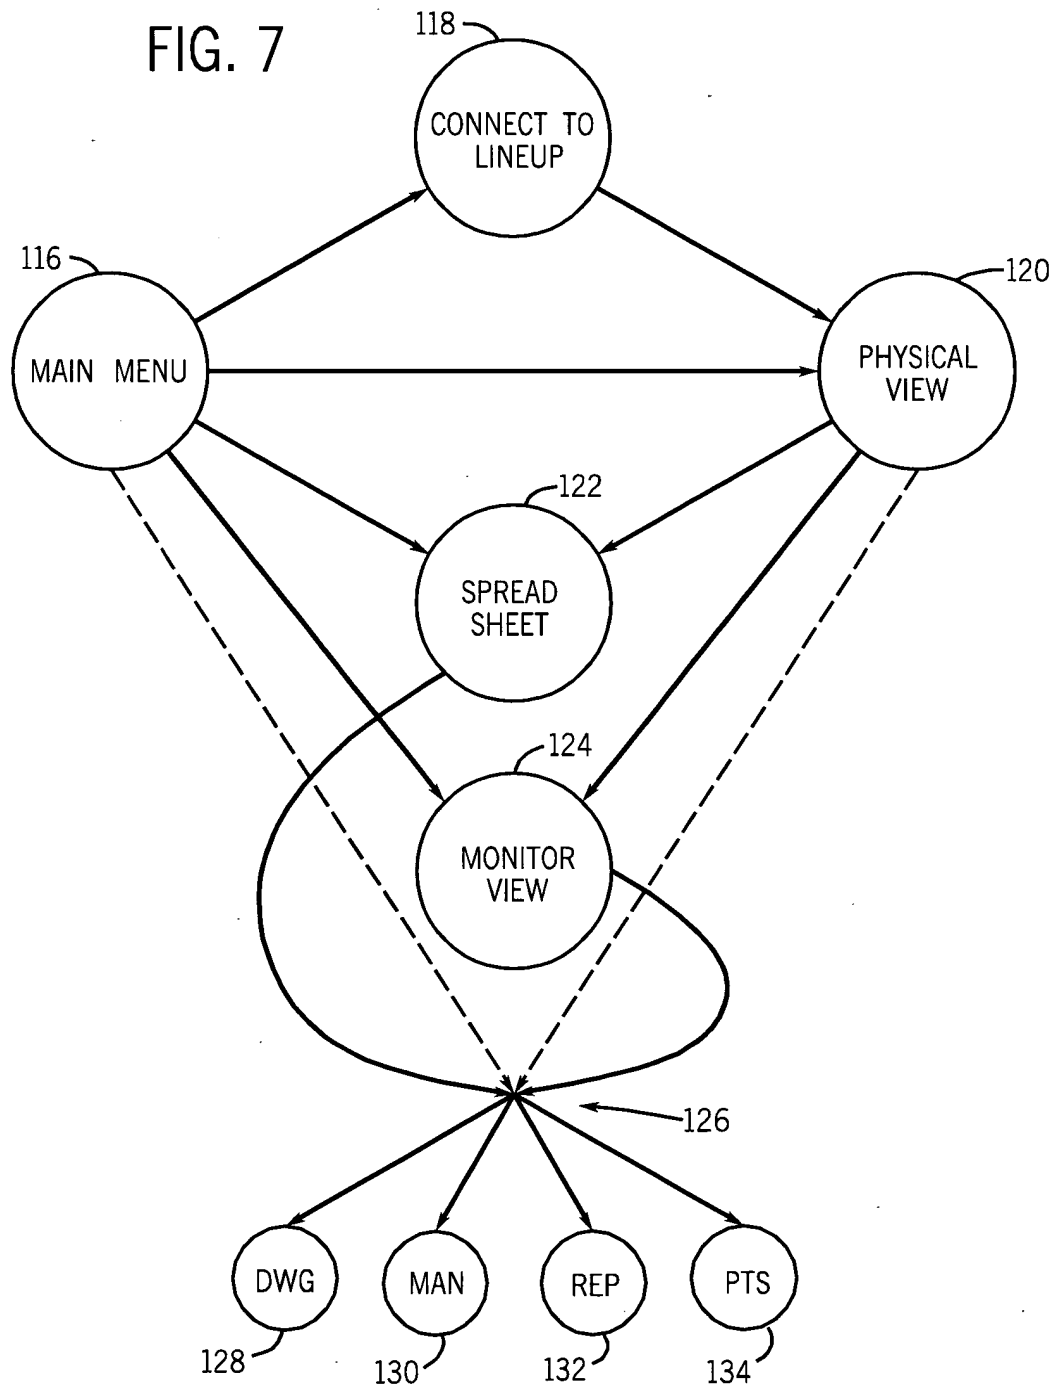 FIG. 7
118
CONNECT TO
LINEUP
116
MAIN MENU
120
PHYSICAL
VIEW
122
SPREAD
SHEET
124
MONITOR
VIEW
126
DWG
MAN
REP
PTS
128
130
132
134